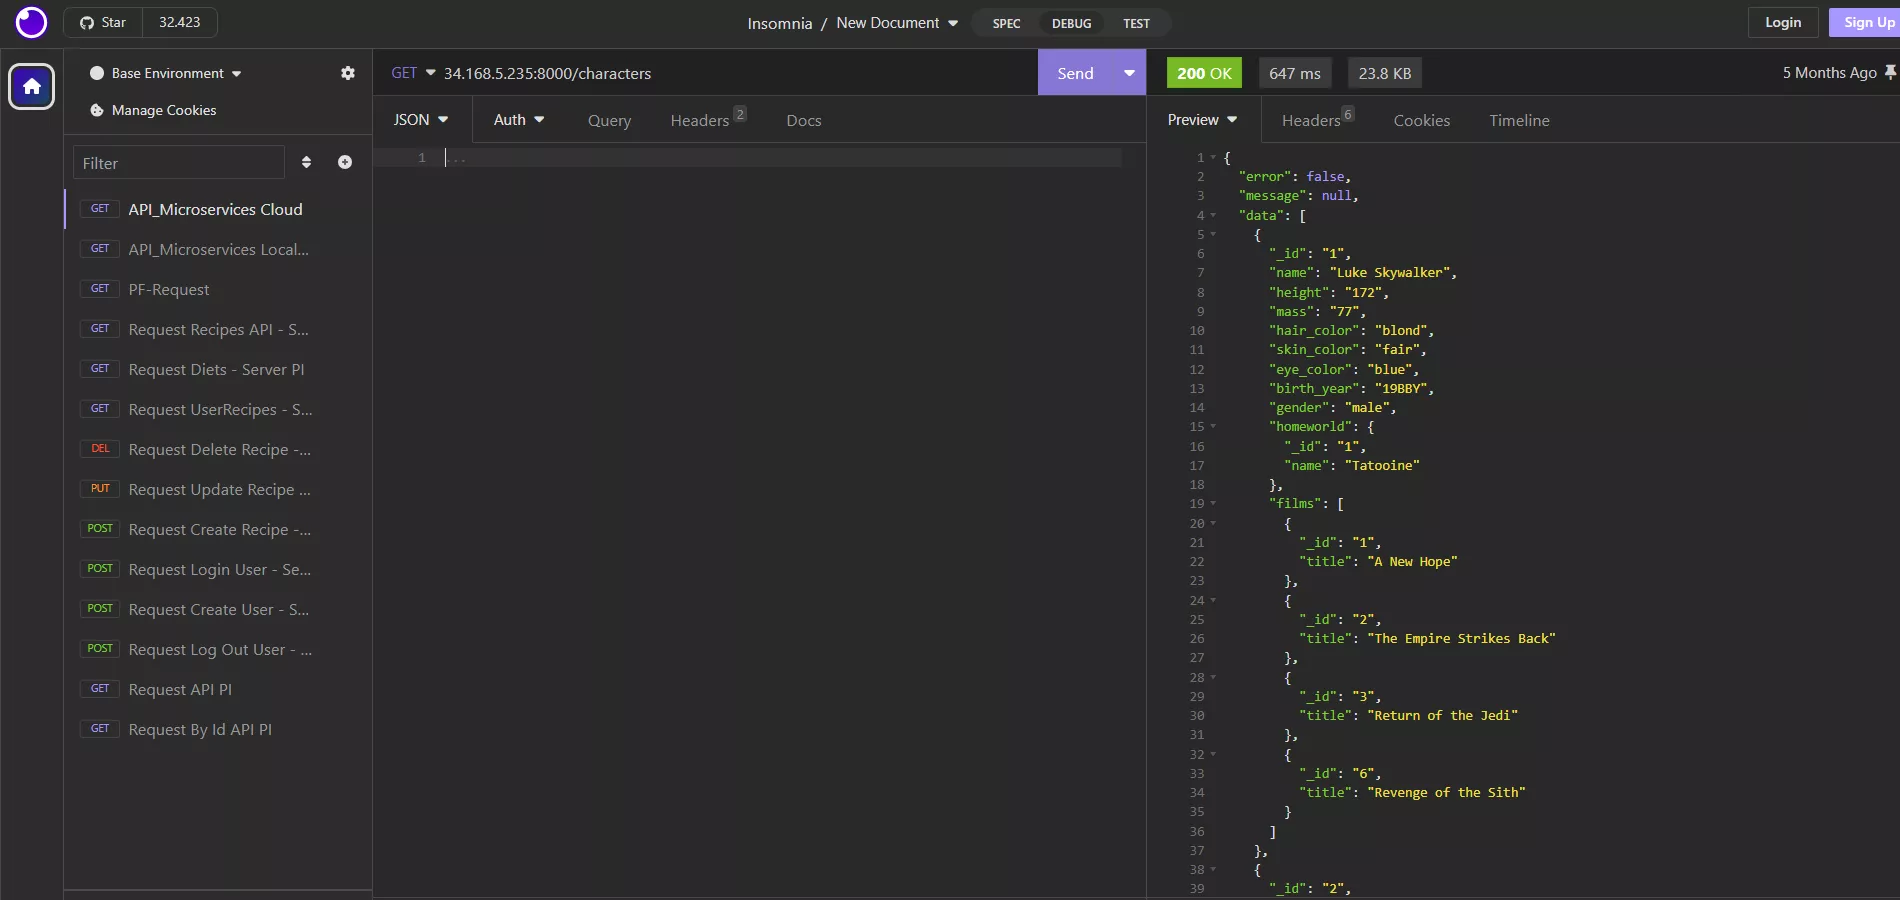 Star 32.423
Insomnia / New Document
SPEC DEBUG TEST
Login Sign Up
Base Environment
Manage Cookies
Filter
GET API_Microservices Cloud
GET API_Microservices Local...
GET PF-Request
GET Request Recipes API - S...
GET Request Diets - Server PI
GET Request UserRecipes - S...
DEL Request Delete Recipe -...
PUT Request Update Recipe ...
POST Request Create Recipe -...
POST Request Login User - Se...
POST Request Create User - S...
POST Request Log Out User - ...
GET Request API PI
GET Request By Id API PI
GET 34.168.5.235:8000/characters Send
JSON Auth Query Headers 2 Docs
1 ...
200 OK 647 ms 23.8 KB 5 Months Ago
Preview Headers 6 Cookies Timeline
1 {
2 "error": false,
3 "message": null,
4 "data": [
5 {
6 "_id": "1",
7 "name": "Luke Skywalker",
8 "height": "172",
9 "mass": "77",
10 "hair_color": "blond",
11 "skin_color": "fair",
12 "eye_color": "blue",
13 "birth_year": "19BBY",
14 "gender": "male",
15 "homeworld": {
16 "_id": "1",
17 "name": "Tatooine"
18 },
19 "films": [
20 {
21 "_id": "1",
22 "title": "A New Hope"
23 },
24 {
25 "_id": "2",
26 "title": "The Empire Strikes Back"
27 },
28 {
29 "_id": "3",
30 "title": "Return of the Jedi"
31 },
32 {
33 "_id": "6",
34 "title": "Revenge of the Sith"
35 }
36 ]
37 },
38 {
39 "_id": "2",